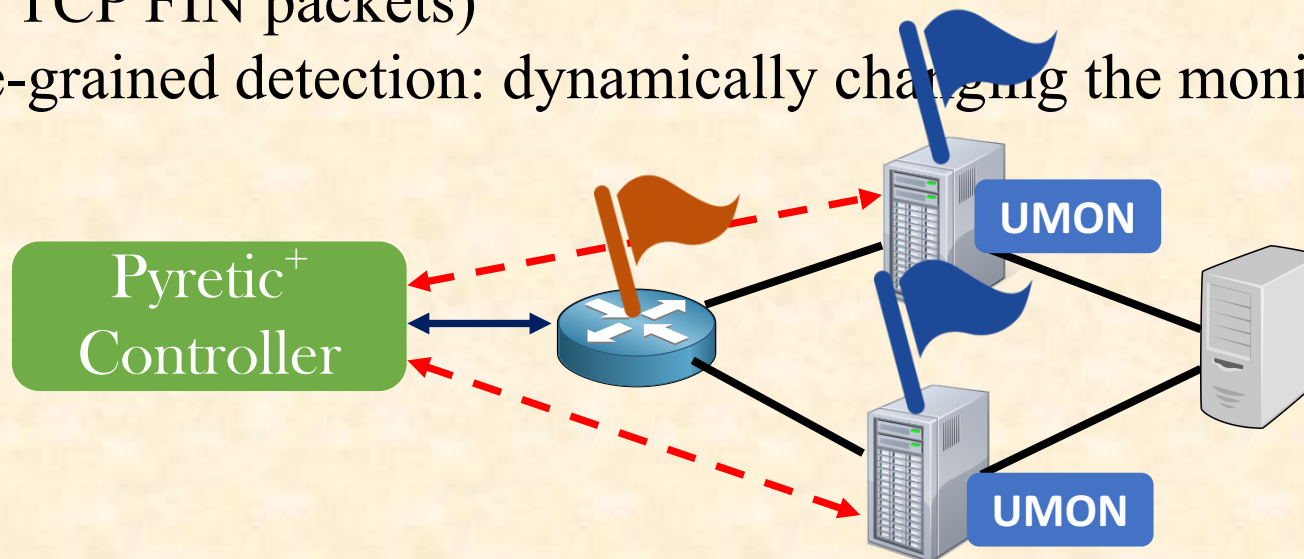 TCP FIN packets)
e-grained detection: dynamically changing the moni
UMON
Pyretic+
Controller
UMON